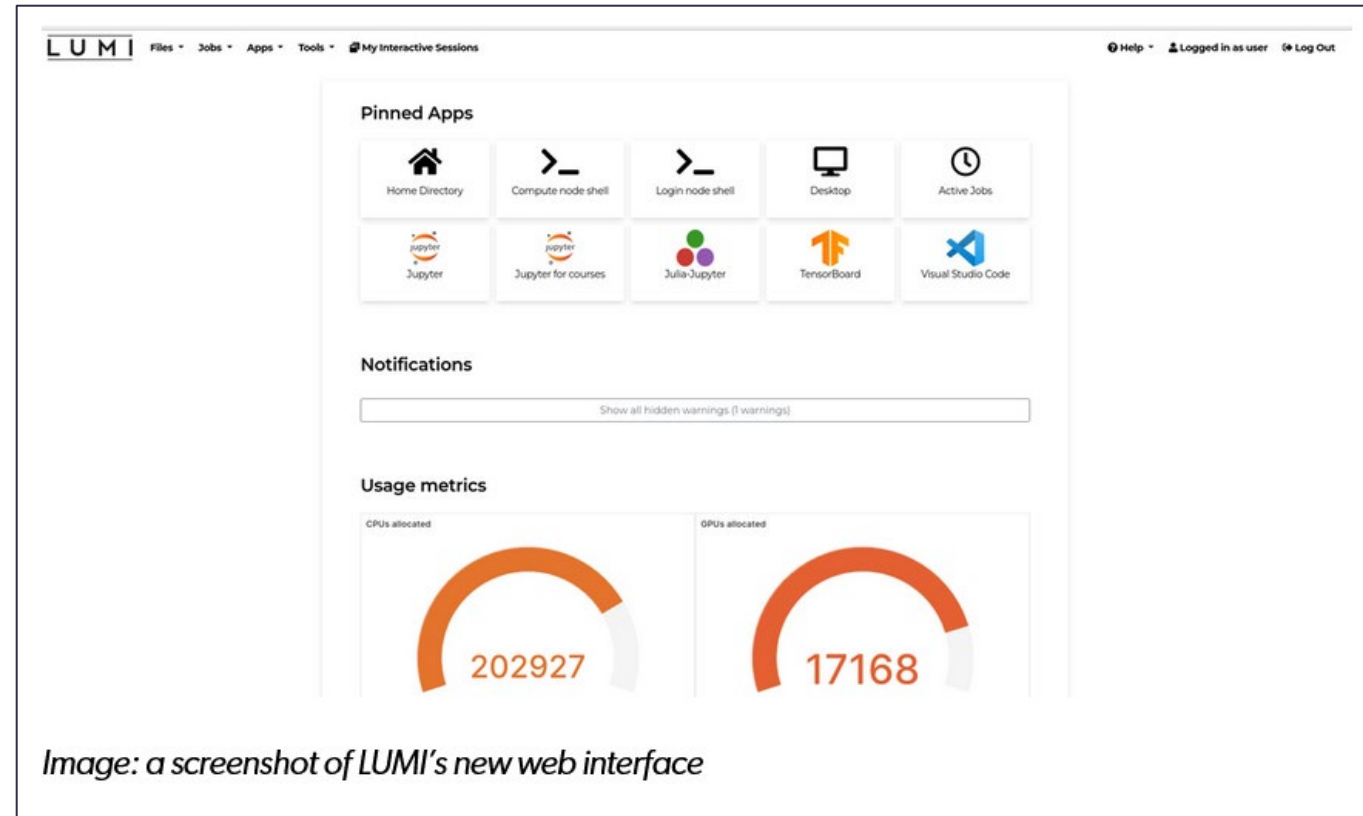 LUMI Files Jobs Apps Tools My Interactive Sessions Help Logged in as user Log Out
Pinned Apps
Home Directory
Compute node shell
Login node shell
Desktop
Active Jobs
jupyter
Jupyter
jupyter
Jupyter for courses
Julia-Jupyter
TensorBoard
Visual Studio Code
Notifications
Show all hidden warnings (1 warnings)
Usage metrics
CPUs allocated
202927
GPUs allocated
17168
Image: a screenshot of LUMI's new web interface